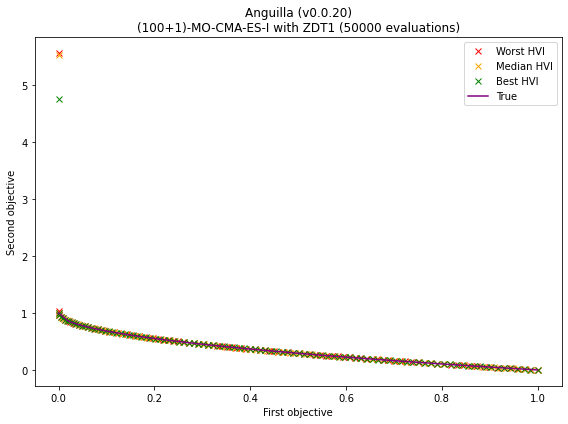 Anguilla (v0.0.20)
(100+1)-MO-CMA-ES-I with ZDT1 (50000 evaluations)
Worst HVI
Median HVI
Best HVI
True
Second objective
5
4
3
2
1
0
0.0 0.2 0.4 0.6 0.8 1.0
First objective